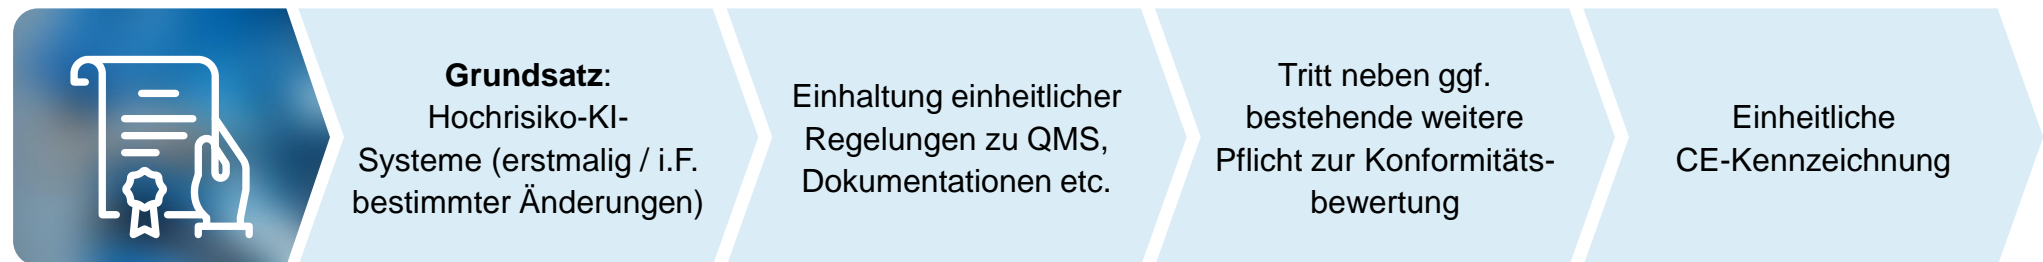 Grundsatz:
Hochrisiko-KI-
Systeme (erstmalig / i.F.
bestimmter Änderungen)
Einhaltung einheitlicher
Regelungen zu QMS,
Dokumentationen etc.
Tritt neben ggf.
bestehende weitere
Pflicht zur Konformitäts-
bewertung
Einheitliche
CE-Kennzeichnung